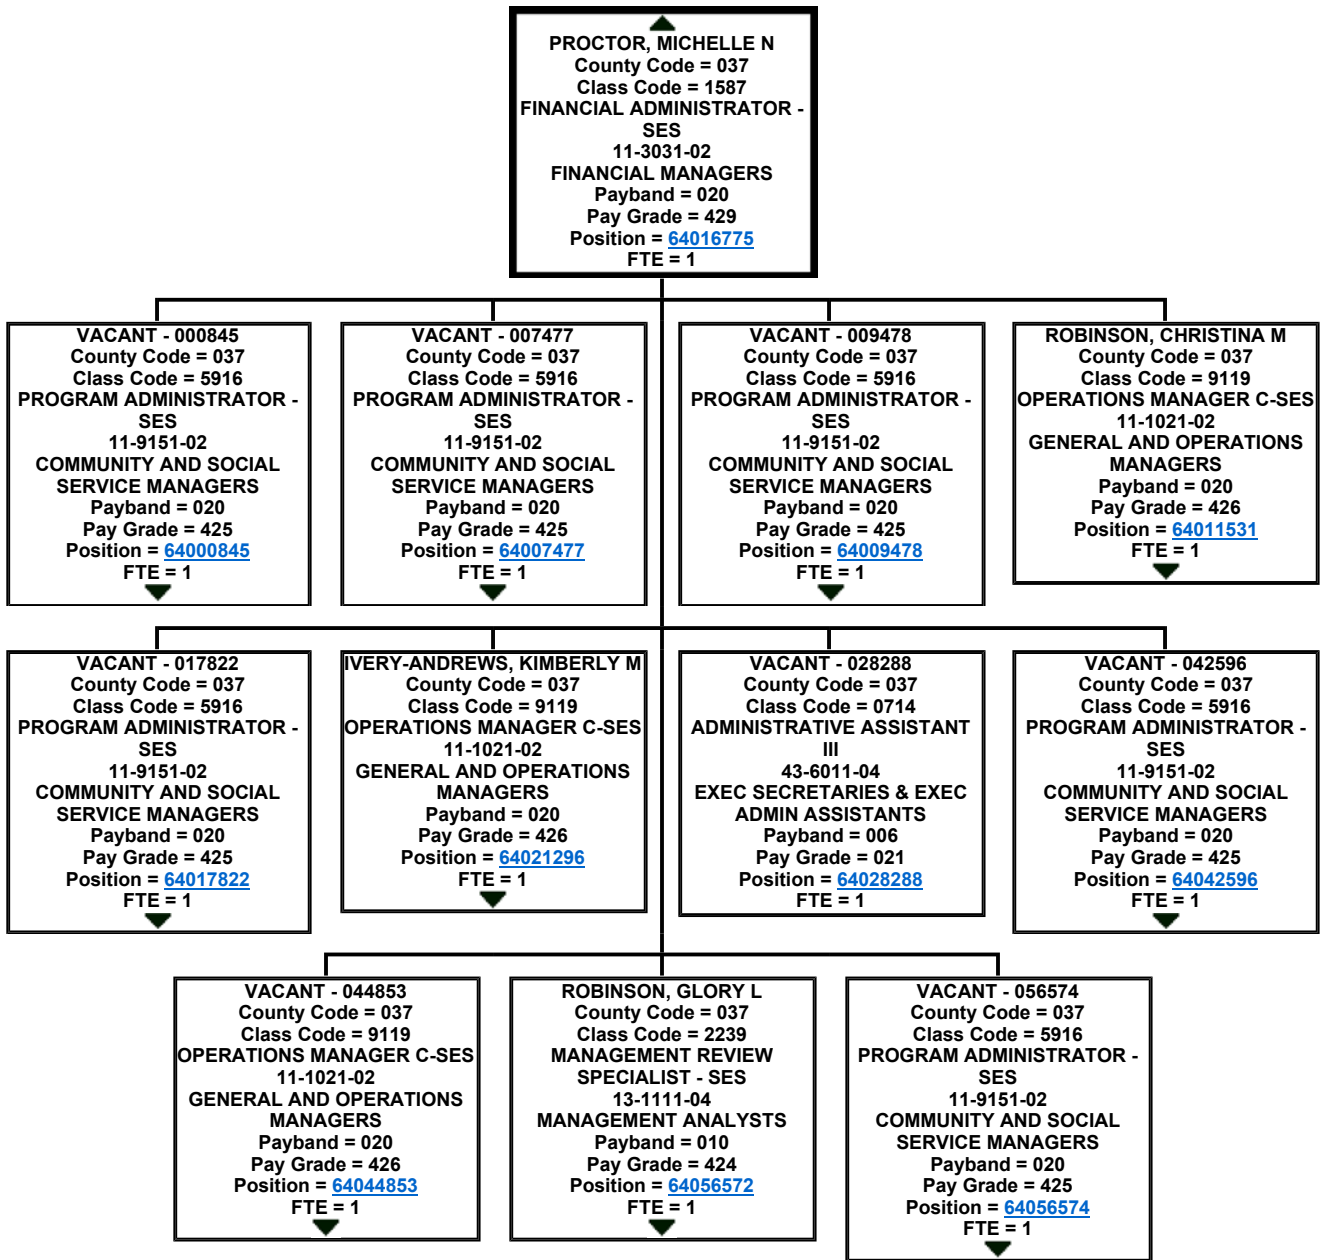 PROCTOR, MICHELLE N
County Code = 037
Class Code = 1587
FINANCIAL ADMINISTRATOR -
SES
11-3031-02
FINANCIAL MANAGERS
Payband = 020
Pay Grade = 429
Position = 64016775
FTE = 1
VACANT - 000845
County Code = 037
Class Code = 5916
PROGRAM ADMINISTRATOR -
SES
11-9151-02
COMMUNITY AND SOCIAL
SERVICE MANAGERS
Payband = 020
Pay Grade = 425
Position = 64000845
FTE = 1
VACANT - 007477
County Code = 037
Class Code = 5916
PROGRAM ADMINISTRATOR -
SES
11-9151-02
COMMUNITY AND SOCIAL
SERVICE MANAGERS
Payband = 020
Pay Grade = 425
Position = 64007477
FTE = 1
VACANT - 009478
County Code = 037
Class Code = 5916
PROGRAM ADMINISTRATOR -
SES
11-9151-02
COMMUNITY AND SOCIAL
SERVICE MANAGERS
Payband = 020
Pay Grade = 425
Position = 64009478
FTE = 1
ROBINSON, CHRISTINA M
County Code = 037
Class Code = 9119
OPERATIONS MANAGER C-SES
11-1021-02
GENERAL AND OPERATIONS
MANAGERS
Payband = 020
Pay Grade = 426
Position = 64011531
FTE = 1
VACANT - 017822
County Code = 037
Class Code = 5916
PROGRAM ADMINISTRATOR -
SES
11-9151-02
COMMUNITY AND SOCIAL
SERVICE MANAGERS
Payband = 020
Pay Grade = 425
Position = 64017822
FTE = 1
IVERY-ANDREWS, KIMBERLY M
County Code = 037
Class Code = 9119
OPERATIONS MANAGER C-SES
11-1021-02
GENERAL AND OPERATIONS
MANAGERS
Payband = 020
Pay Grade = 426
Position = 64021296
FTE = 1
VACANT - 028288
County Code = 037
Class Code = 0714
ADMINISTRATIVE ASSISTANT
III
43-6011-04
EXEC SECRETARIES & EXEC
ADMIN ASSISTANTS
Payband = 006
Pay Grade = 021
Position = 64028288
FTE = 1
VACANT - 042596
County Code = 037
Class Code = 5916
PROGRAM ADMINISTRATOR -
SES
11-9151-02
COMMUNITY AND SOCIAL
SERVICE MANAGERS
Payband = 020
Pay Grade = 425
Position = 64042596
FTE = 1
VACANT - 044853
County Code = 037
Class Code = 9119
OPERATIONS MANAGER C-SES
11-1021-02
GENERAL AND OPERATIONS
MANAGERS
Payband = 020
Pay Grade = 426
Position = 64044853
FTE = 1
ROBINSON, GLORY L
County Code = 037
Class Code = 2239
MANAGEMENT REVIEW
SPECIALIST - SES
13-1111-04
MANAGEMENT ANALYSTS
Payband = 010
Pay Grade = 424
Position = 64056572
FTE = 1
VACANT - 056574
County Code = 037
Class Code = 5916
PROGRAM ADMINISTRATOR -
SES
11-9151-02
COMMUNITY AND SOCIAL
SERVICE MANAGERS
Payband = 020
Pay Grade = 425
Position = 64056574
FTE = 1